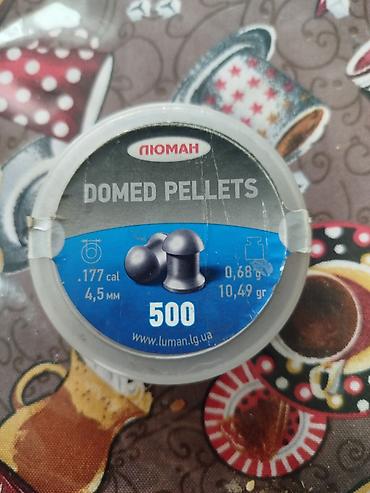 ЛЮМАН
DOMED PELLETS
.177 cal
4,5 мм
0,68 g
10,49 gr
500
www.luman.lg.ua